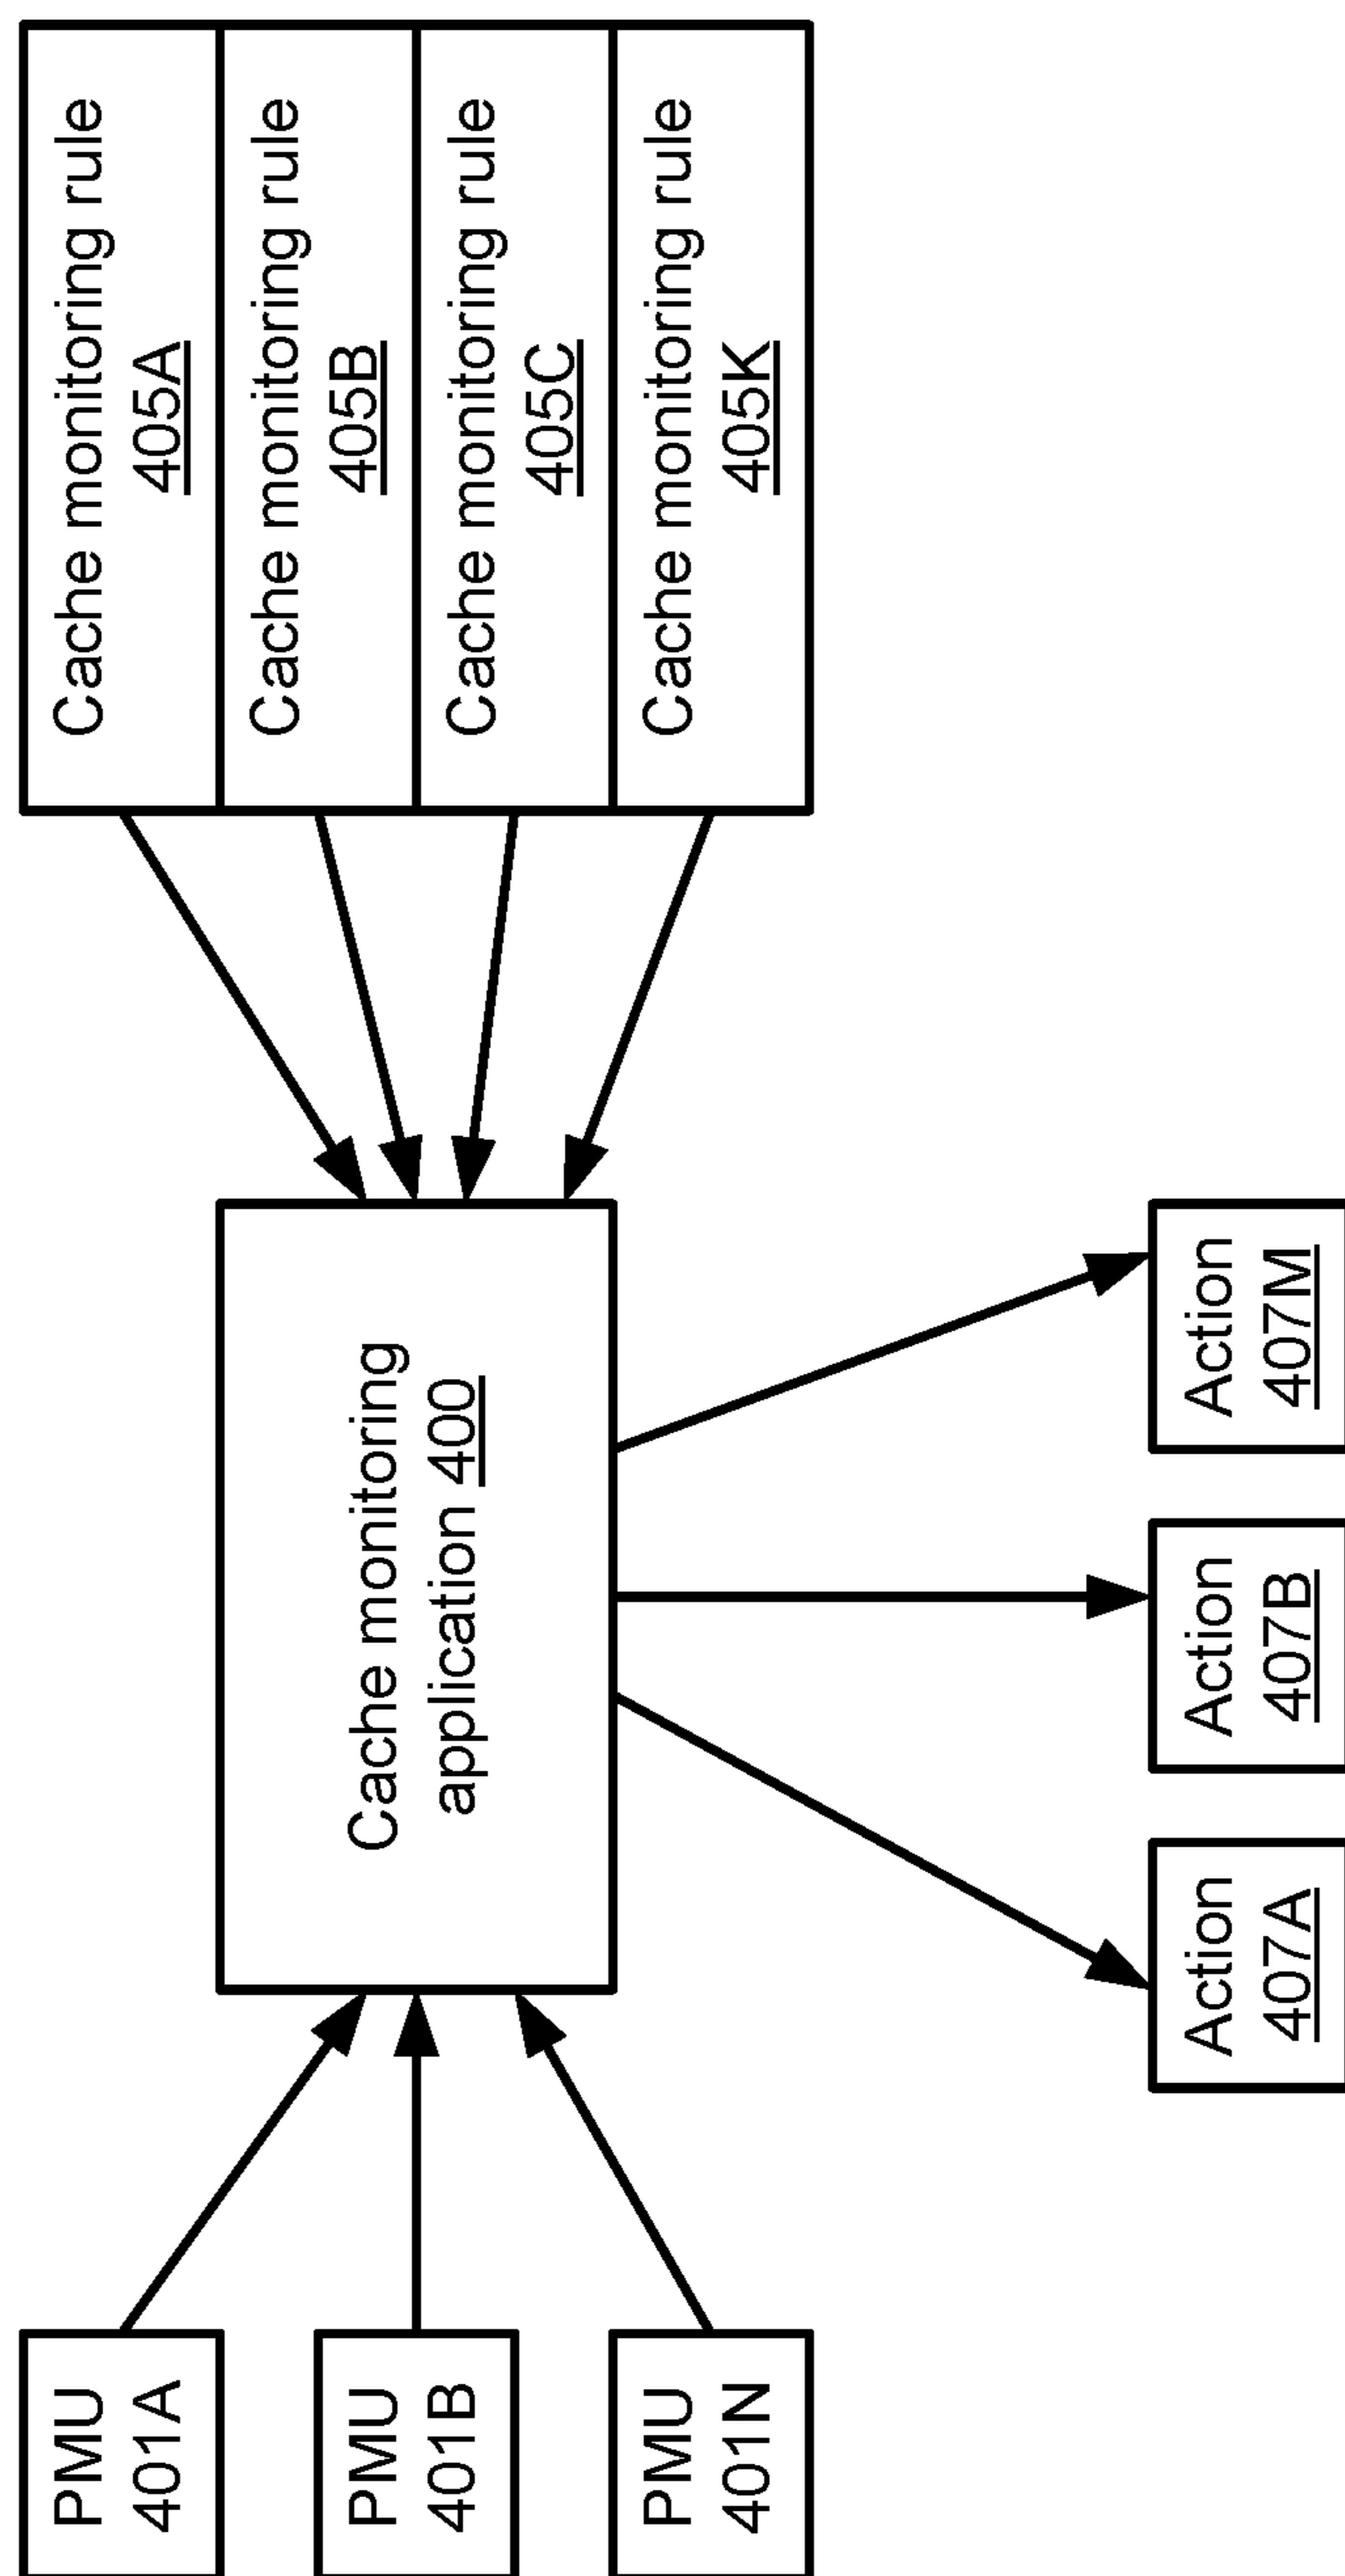 PMU
401A
PMU
401B
PMU
401N
Cache monitoring
application 400
Cache monitoring rule
405A
Cache monitoring rule
405B
Cache monitoring rule
405C
Cache monitoring rule
405K
Action
407A
Action
407B
Action
407M